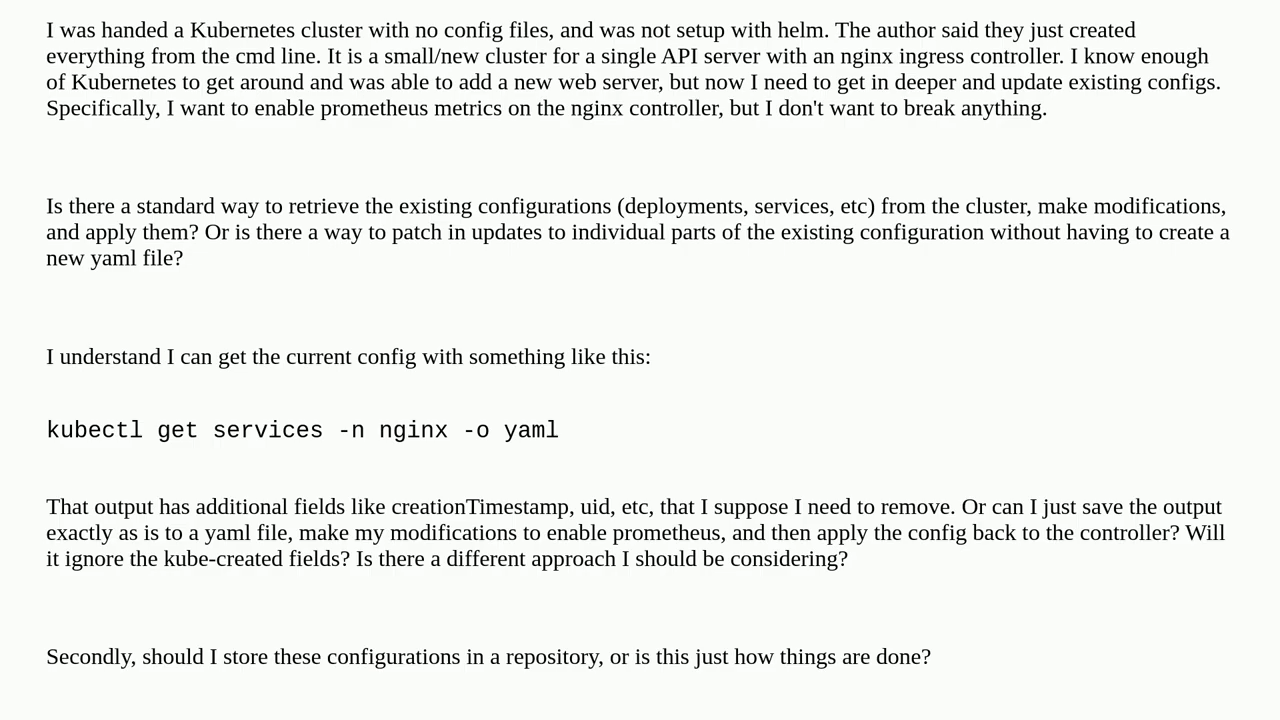 I was handed a Kubernetes cluster with no config files, and was not setup with helm. The author said they just created
everything from the cmd line. It is a small/new cluster for a single API server with an nginx ingress controller. I know enough
of Kubernetes to get around and was able to add a new web server, but now I need to get in deeper and update existing configs.
Specifically, I want to enable prometheus metrics on the nginx controller, but I don't want to break anything.
Is there a standard way to retrieve the existing configurations (deployments, services, etc) from the cluster, make modifications,
and apply them? Or is there a way to patch in updates to individual parts of the existing configuration without having to create a
new yaml file?
I understand I can get the current config with something like this:
kubectl get services -n nginx -o yaml
That output has additional fields like creationTimestamp, uid, etc, that I suppose I need to remove. Or can I just save the output
exactly as is to a yaml file, make my modifications to enable prometheus, and then apply the config back to the controller? Will
it ignore the kube-created fields? Is there a different approach I should be considering?
Secondly, should I store these configurations in a repository, or is this just how things are done?